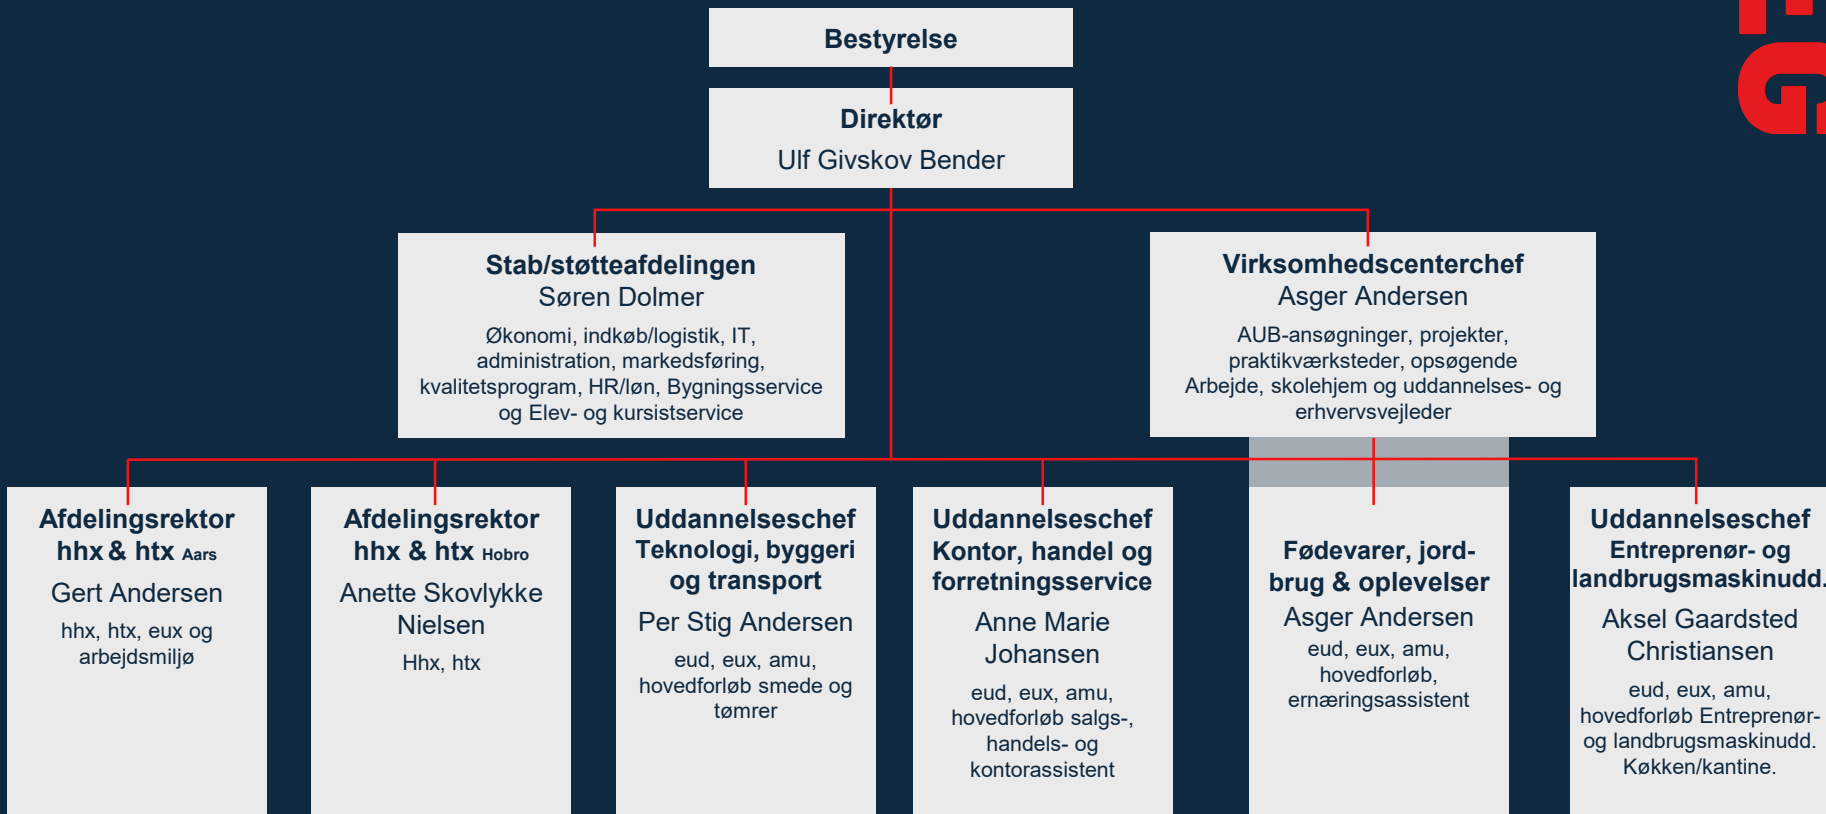 Bestyrelse
Direktør
Ulf Givskov Bender
Stab/støtteafdelingen
Søren Dolmer
Økonomi, indkøb/logistik, IT,
administration, markedsføring,
kvalitetsprogram, HR/løn, Bygningsservice
og Elev- og kursistservice
Virksomhedscenterchef
Asger Andersen
AUB-ansøgninger, projekter,
praktikværksteder, opsøgende
Arbejde, skolehjem og uddannelses- og
erhvervsvejleder
Afdelingsrektor
hhx & htx Aars
Gert Andersen
hhx, htx, eux og
arbejdsmiljø
Afdelingsrektor
hhx & htx Hobro
Anette Skovlykke
Nielsen
Hhx, htx
Uddannelseschef
Teknologi, byggeri
og transport
Per Stig Andersen
eud, eux, amu,
hovedforløb smede og
tømrer
Uddannelseschef
Kontor, handel og
forretningsservice
Anne Marie
Johansen
eud, eux, amu,
hovedforløb salgs-,
handels- og
kontorassistent
Fødevarer, jord-
brug & oplevelser
Asger Andersen
eud, eux, amu,
hovedforløb,
ernæringsassistent
Uddannelseschef
Entreprenør- og
landbrugsmaskinudd.
Aksel Gaardsted
Christiansen
eud, eux, amu,
hovedforløb Entreprenør-
og landbrugsmaskinudd.
Køkken/kantine.